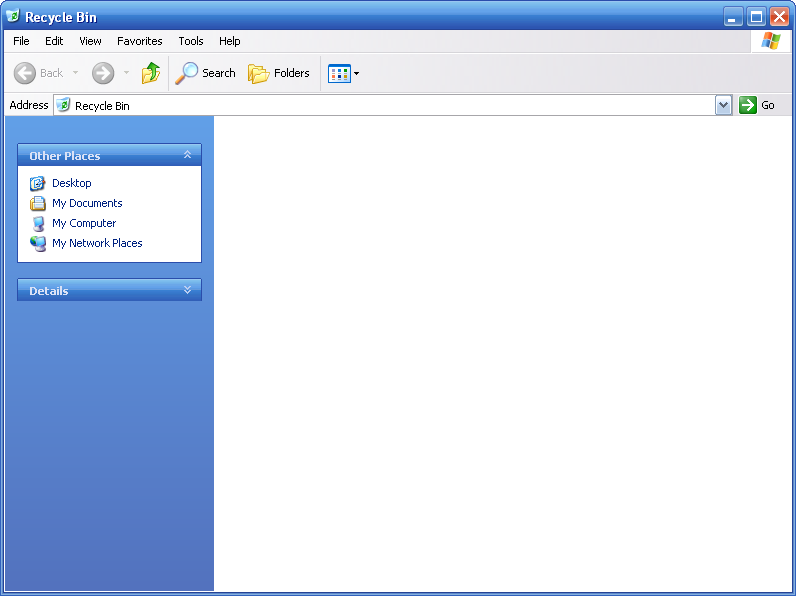 Recycle Bin
File Edit View Favorites Tools Help
Back Search Folders
Address Recycle Bin Go
Other Places
Desktop
My Documents
My Computer
My Network Places
Details